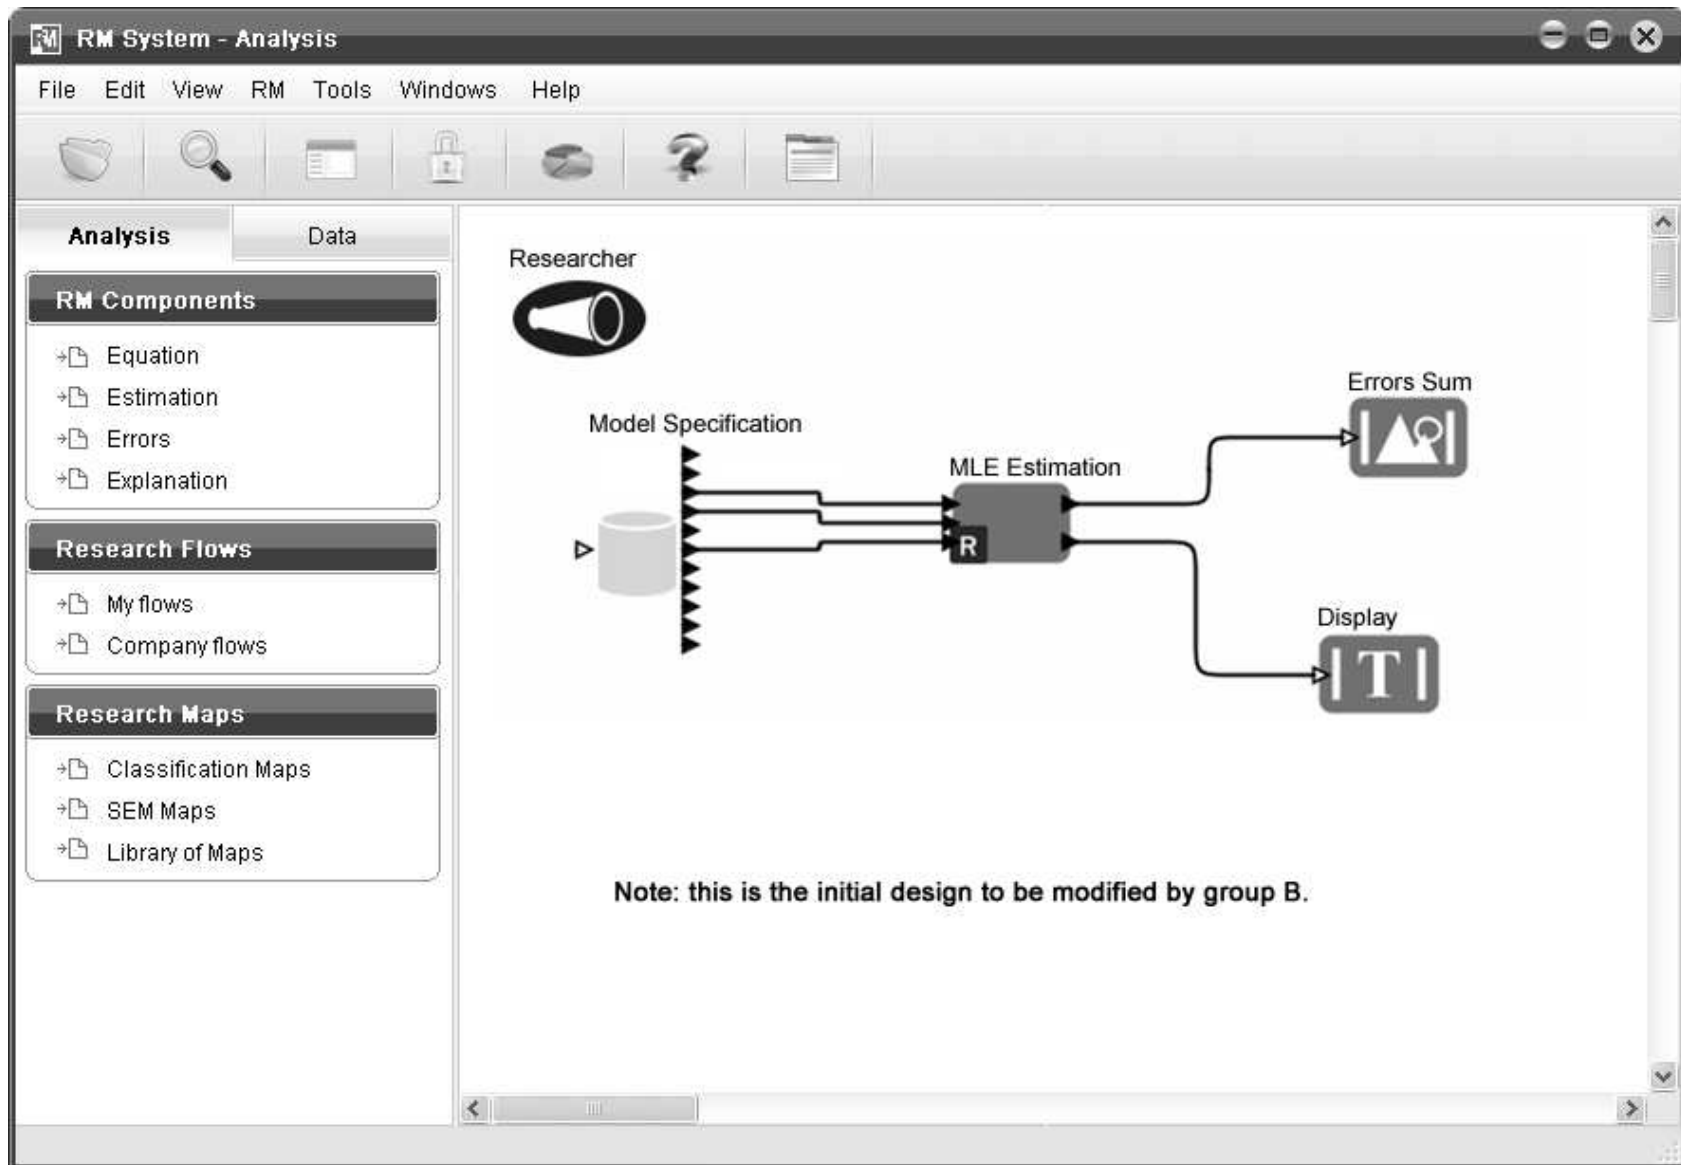 RM RM System - Analysis
File Edit View RM Tools Windows Help
Analysis Data
RM Components
Equation
Estimation
Errors
Explanation
Research Flows
My flows
Company flows
Research Maps
Classification Maps
SEM Maps
Library of Maps
Researcher
Model Specification
MLE Estimation
R
Errors Sum
Display
T
Note: this is the initial design to be modified by group B.